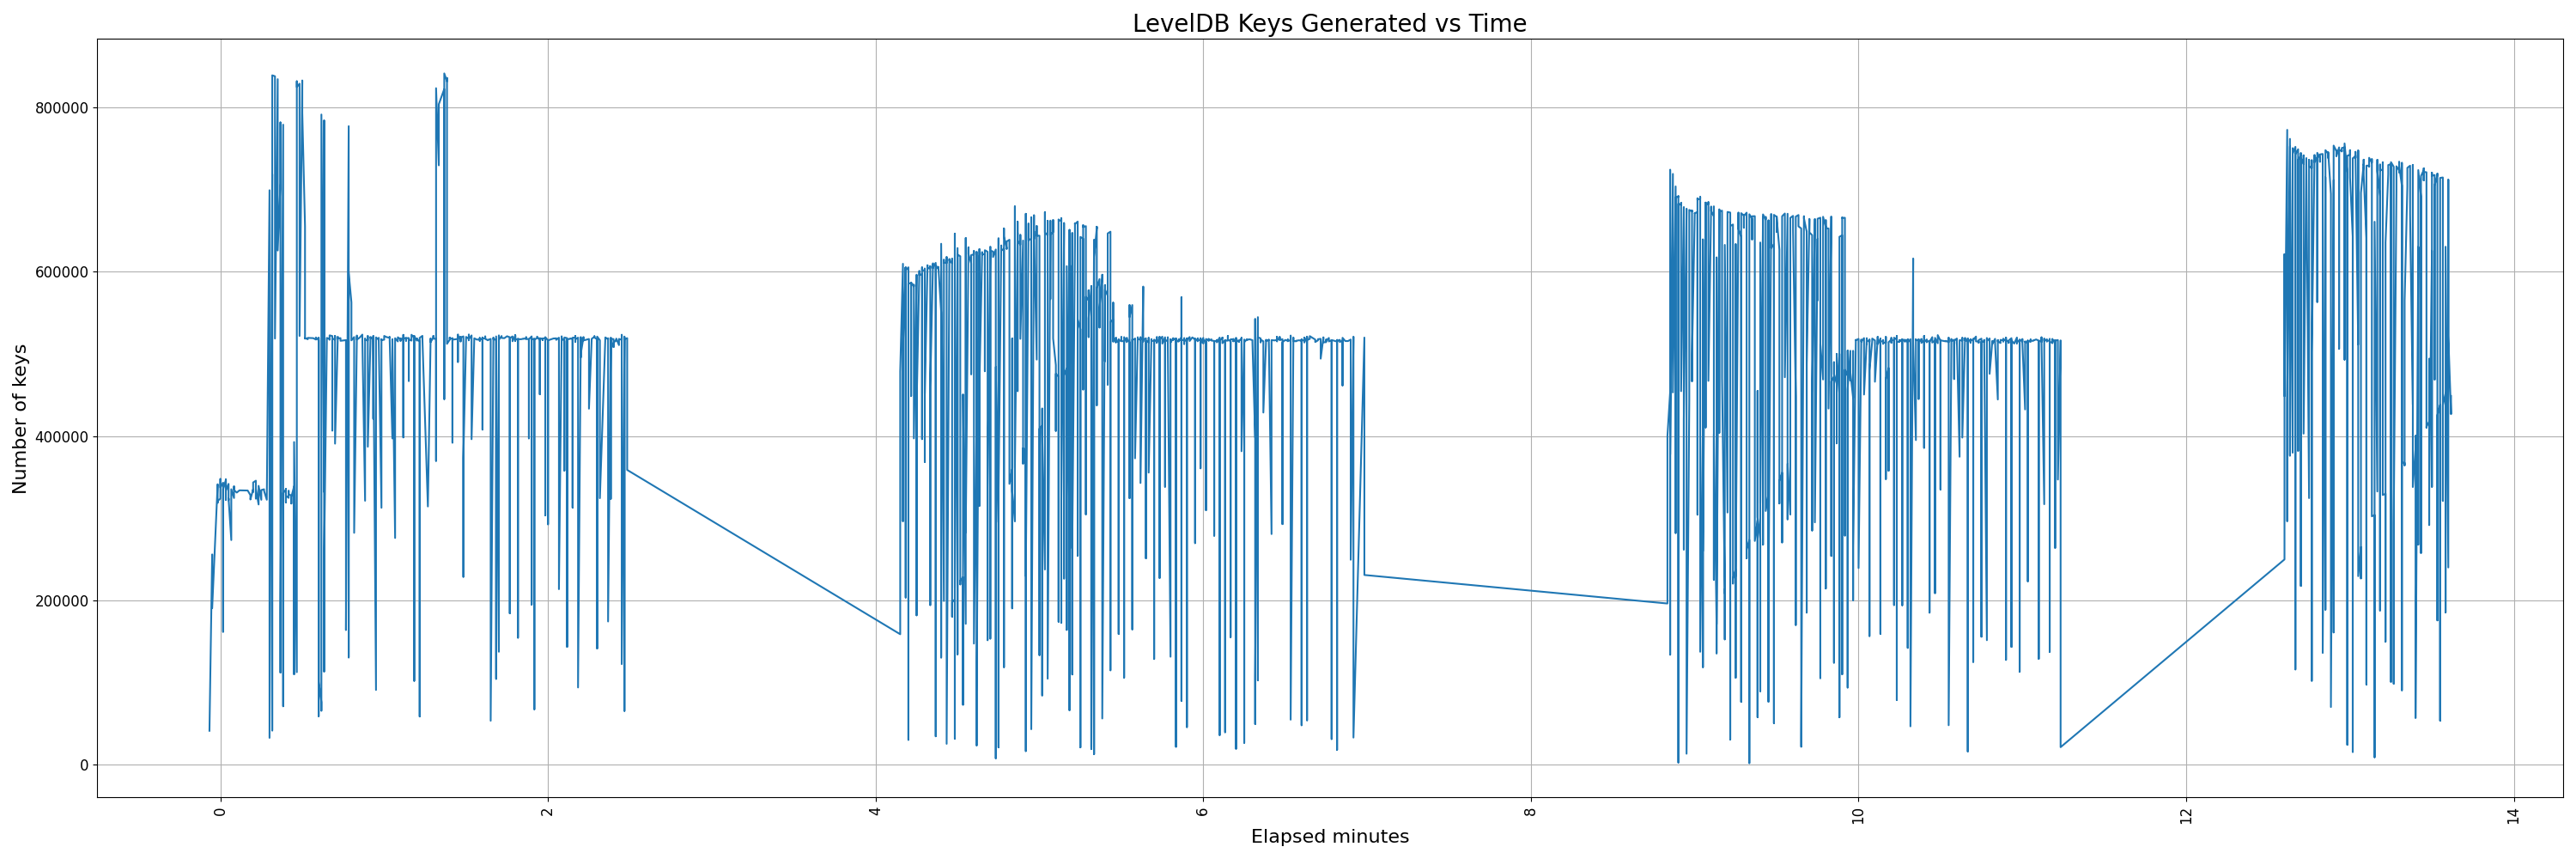 LevelDB Keys Generated vs Time
Number of keys
800000
600000
400000
200000
0
0 2 4 6 8 10 12 14
Elapsed minutes